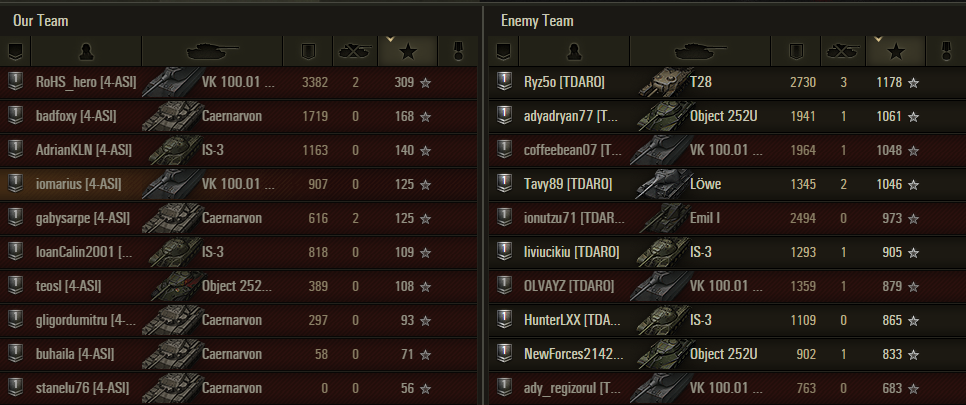 Our Team
RoHS_hero [4-ASI] VK 100.01 ... 3382 2 309
badfoxy [4-ASI] Caernarvon 1719 0 168
AdrianKLN [4-ASI] IS-3 1163 0 140
iomarius [4-ASI] VK 100.01 ... 907 0 125
gabysarpe [4-ASI] Caernarvon 616 2 125
IoanCalin2001 [... IS-3 818 0 109
teosl [4-ASI] Object 252... 389 0 108
gligordumitru [4-... Caernarvon 297 0 93
buhaila [4-ASI] Caernarvon 58 0 71
stanelu76 [4-ASI] Caernarvon 0 0 56
Enemy Team
Ryz5o [TDARO] T28 2730 3 1178
adyadryan77 [T... Object 252U 1941 1 1061
coffeebean07 [T... VK 100.01 ... 1964 1 1048
Tavy89 [TDARO] Löwe 1345 2 1046
ionutzu71 [TDAR... Emil I 2494 0 973
liviucikiu [TDARO] IS-3 1293 1 905
OLVAYZ [TDARO] VK 100.01 ... 1359 1 879
HunterLXX [TDA... IS-3 1109 0 865
NewForces2142... Object 252U 902 1 833
ady_regizorul [T... VK 100.01 ... 763 0 683